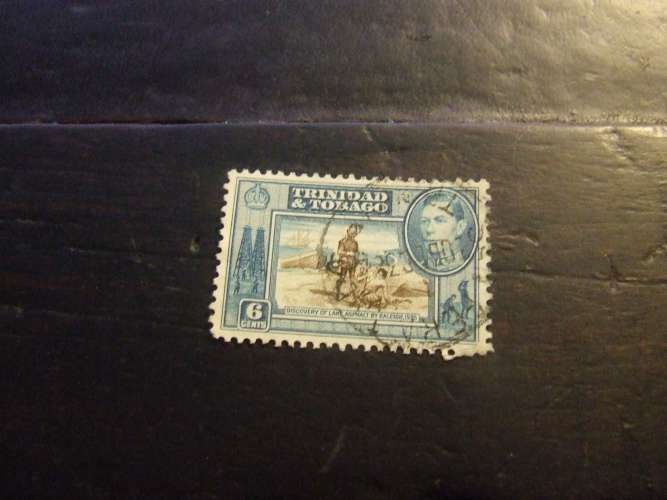 TRINIDAD
& TOBAGO
6
CENTS
DISCOVERY OF LAKE ASPHALT BY RALEIGH, 1595